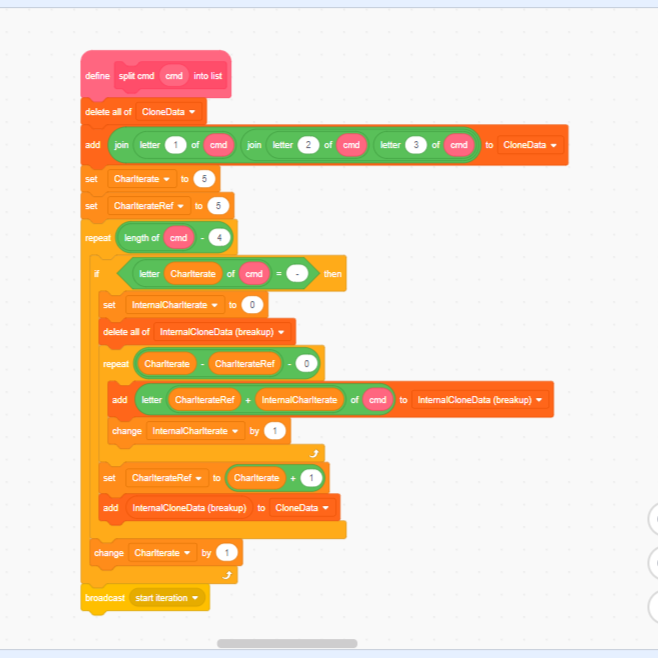 define split cmd cmd into list
delete all of CloneData
add join letter 1 of cmd join letter 2 of cmd letter 3 of cmd to CloneData
set CharIterate to 5
set CharIterateRef to 5
repeat length of cmd - 4
if letter CharIterate of cmd = - then
set InternalCharIterate to 0
delete all of InternalCloneData (breakup)
repeat CharIterate - CharIterateRef - 0
add letter CharIterateRef + InternalCharIterate of cmd to InternalCloneData (breakup)
change InternalCharIterate by 1
set CharIterateRef to CharIterate + 1
add InternalCloneData (breakup) to CloneData
change CharIterate by 1
broadcast start iteration